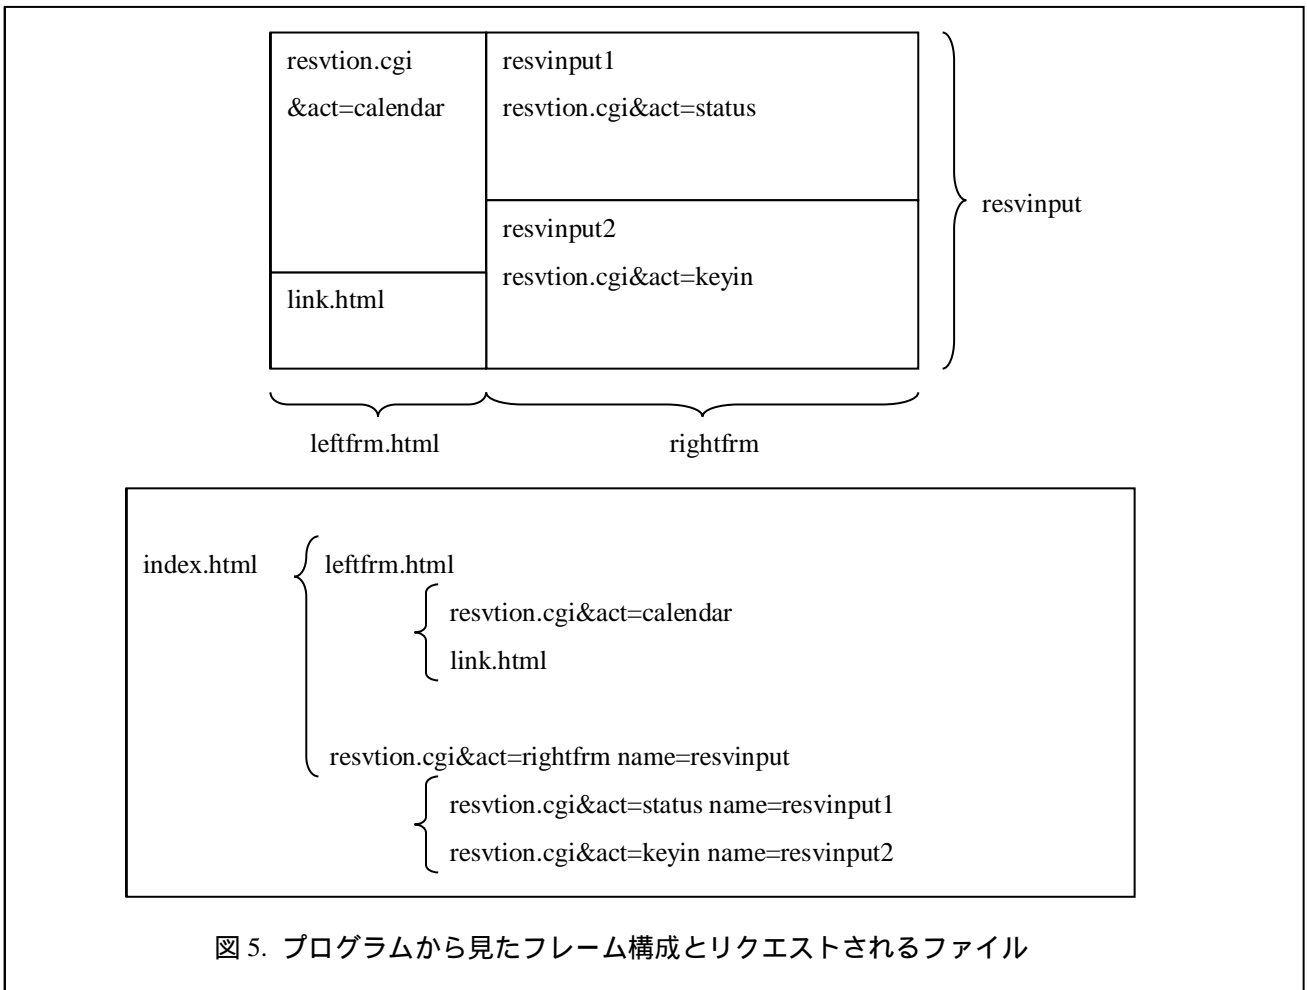 resvtion.cgi
&act=calendar
link.html
resvinput1
resvtion.cgi&act=status
resvinput2
resvtion.cgi&act=keyin
resvinput
leftfrm.html
rightfrm
index.html
leftfrm.html
resvtion.cgi&act=calendar
link.html
resvtion.cgi&act=rightfrm name=resvinput
resvtion.cgi&act=status name=resvinput1
resvtion.cgi&act=keyin name=resvinput2
図 5. プログラムから見たフレーム構成とリクエストされるファイル